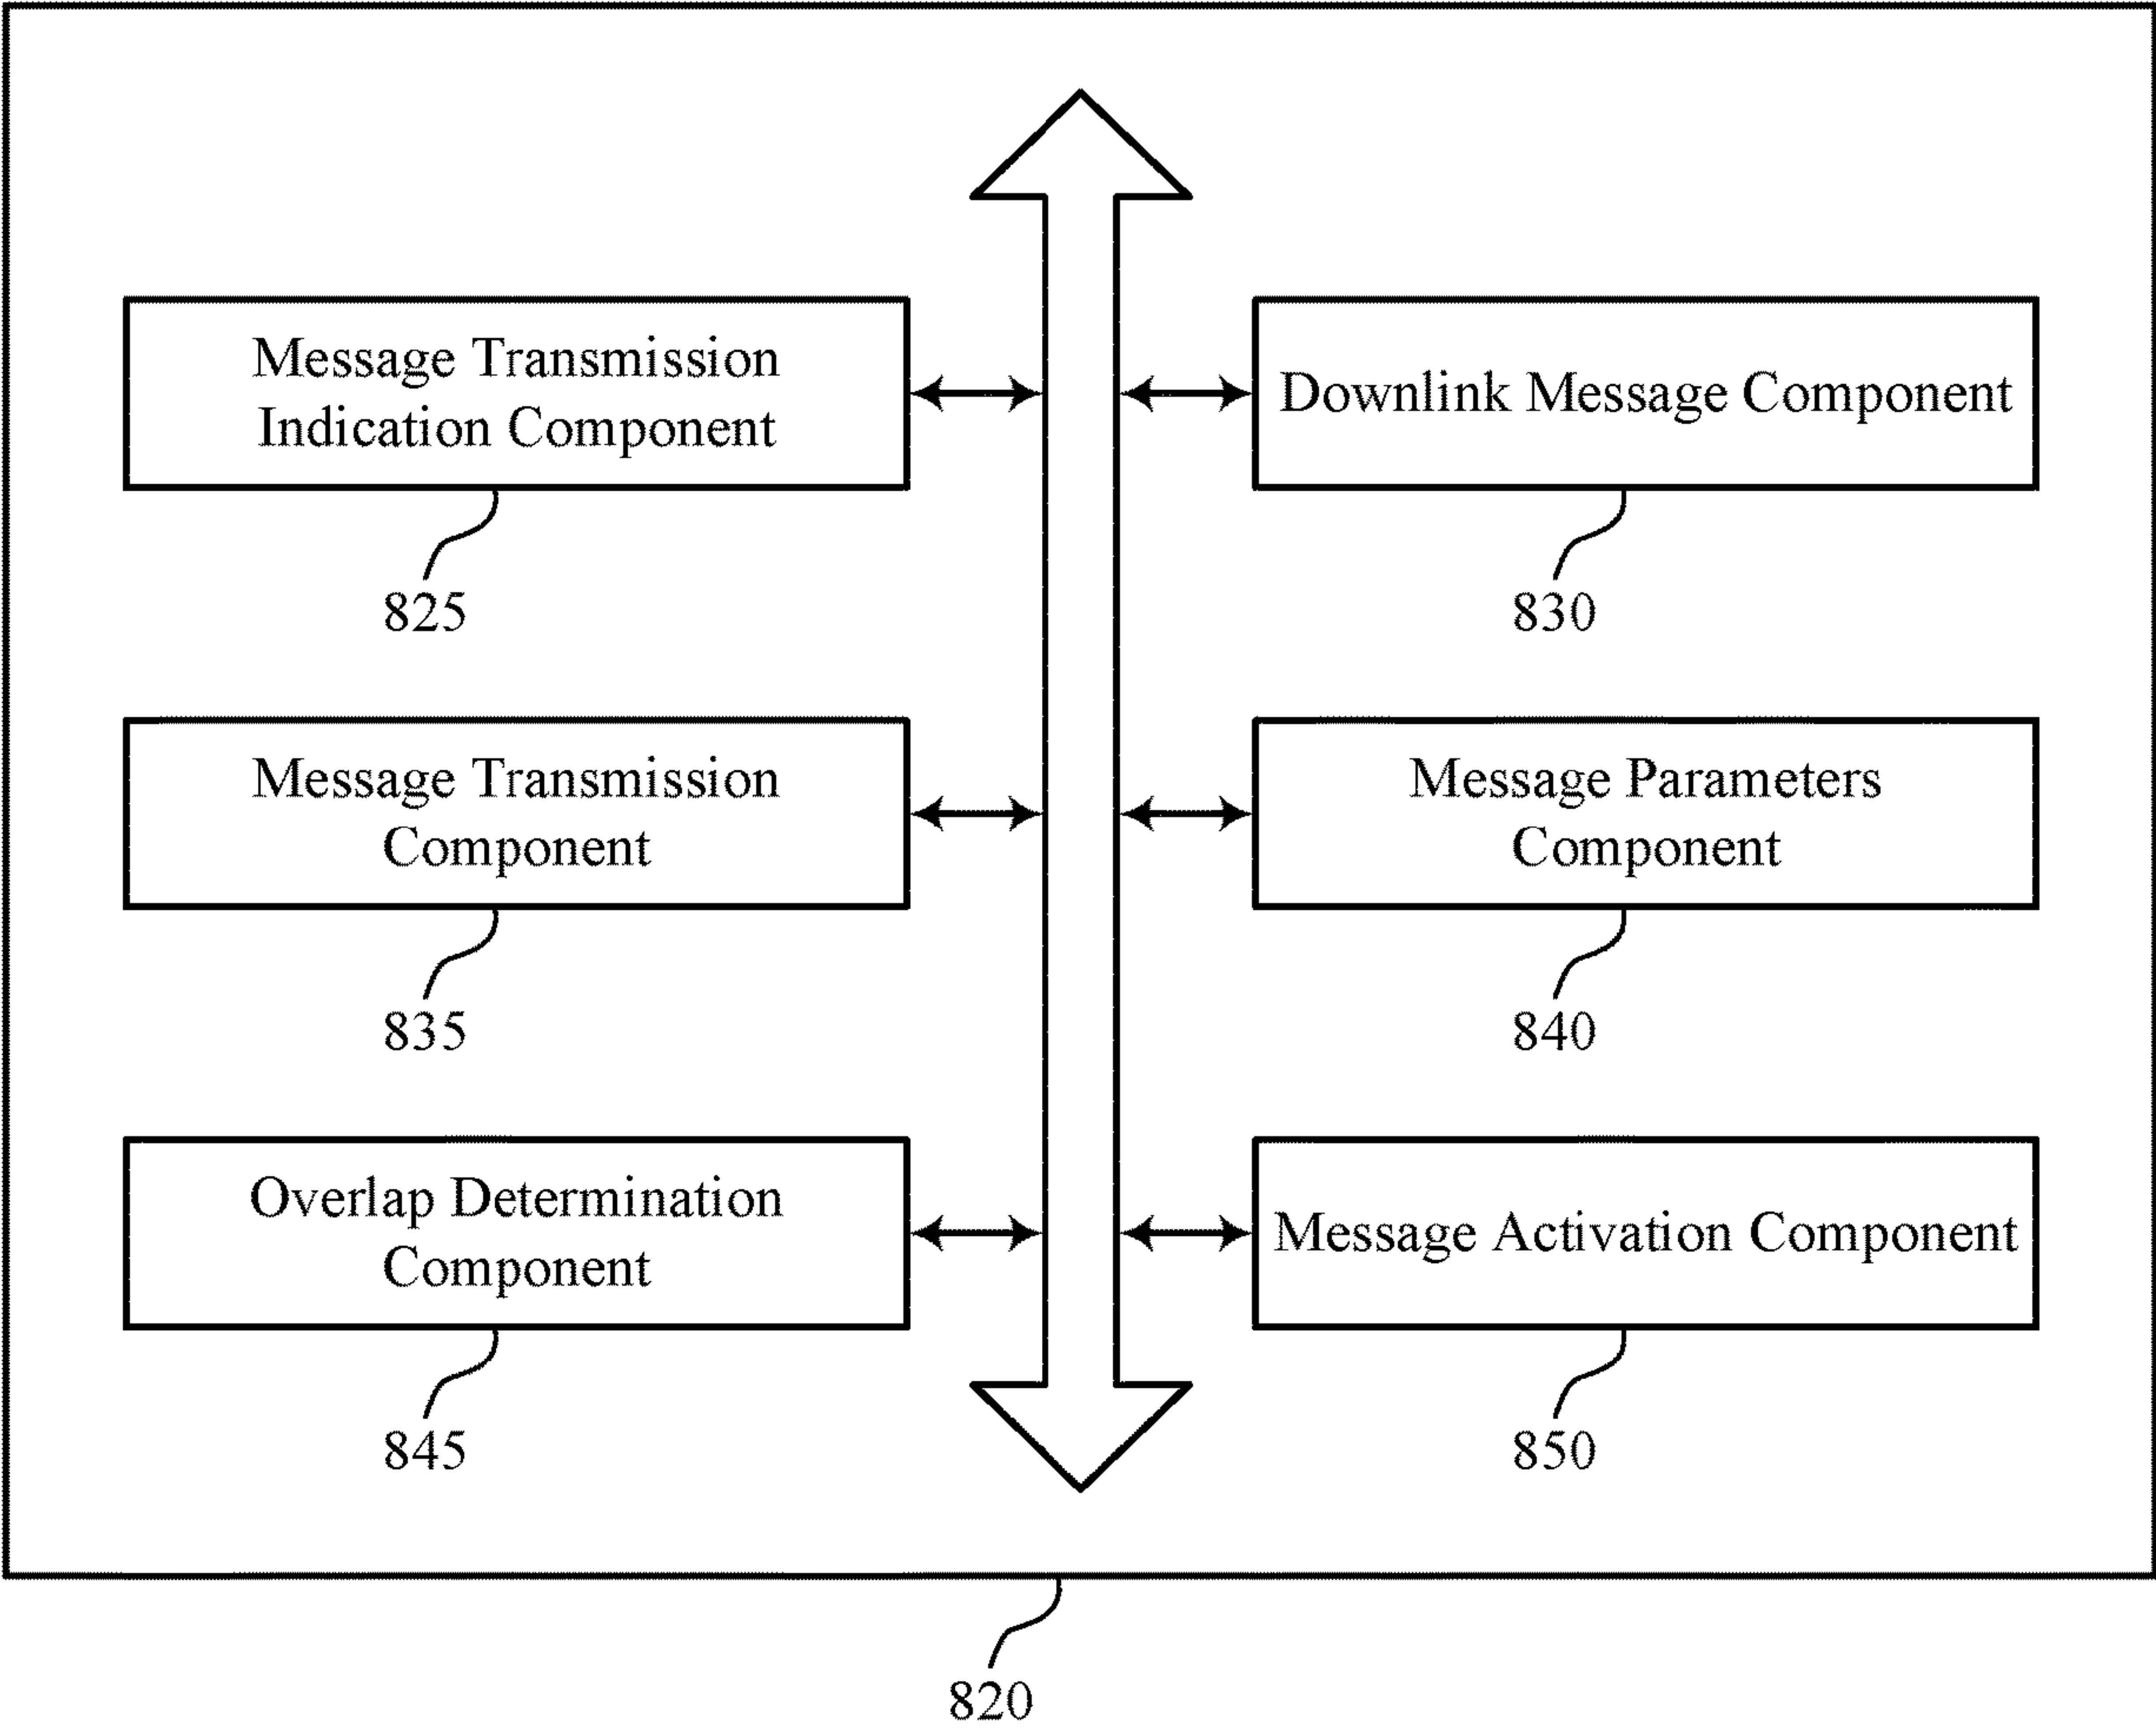 Message Transmission
Indication Component
825
Downlink Message Component
830
Message Transmission
Component
835
Message Parameters
Component
840
Overlap Determination
Component
845
Message Activation Component
850
820